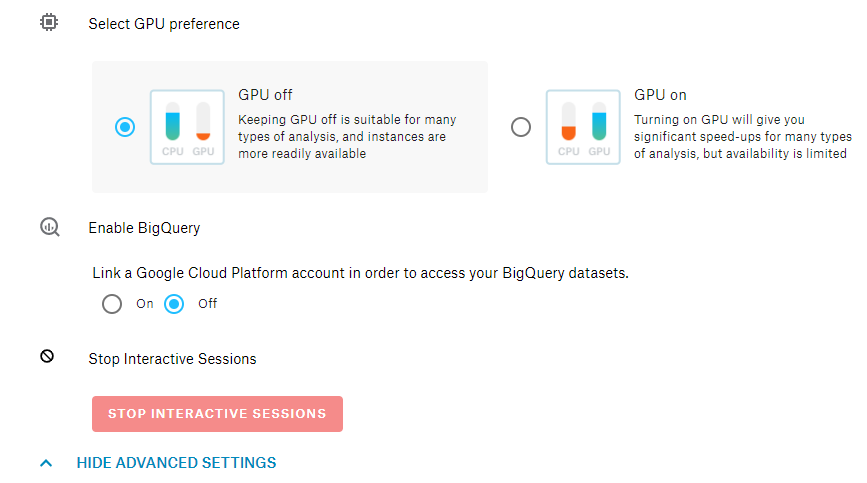 Select GPU preference
GPU off
Keeping GPU off is suitable for many
types of analysis, and instances are
more readily available
CPU GPU
GPU on
Turning on GPU will give you
significant speed-ups for many types
of analysis, but availability is limited
CPU GPU
Enable BigQuery
Link a Google Cloud Platform account in order to access your BigQuery datasets.
On Off
Stop Interactive Sessions
STOP INTERACTIVE SESSIONS
HIDE ADVANCED SETTINGS